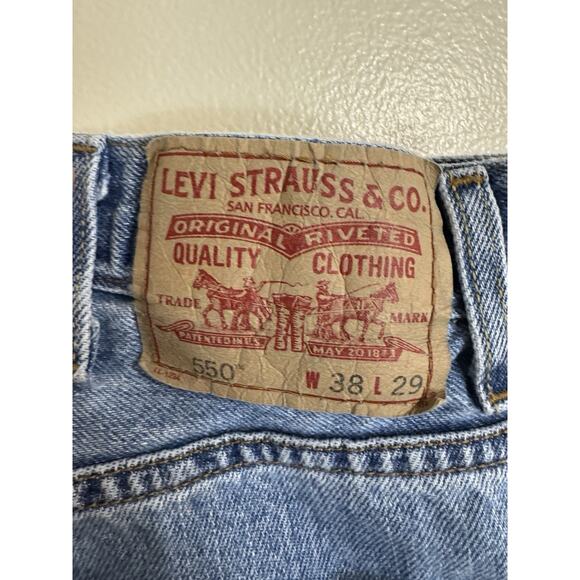 LEVI STRAUSS & CO.
SAN FRANCISCO, CAL.
ORIGINAL RIVETED
QUALITY CLOTHING
TRADE MARK
PATENTED IN U.S. MAY 20 1873
550™ W 38 L 29